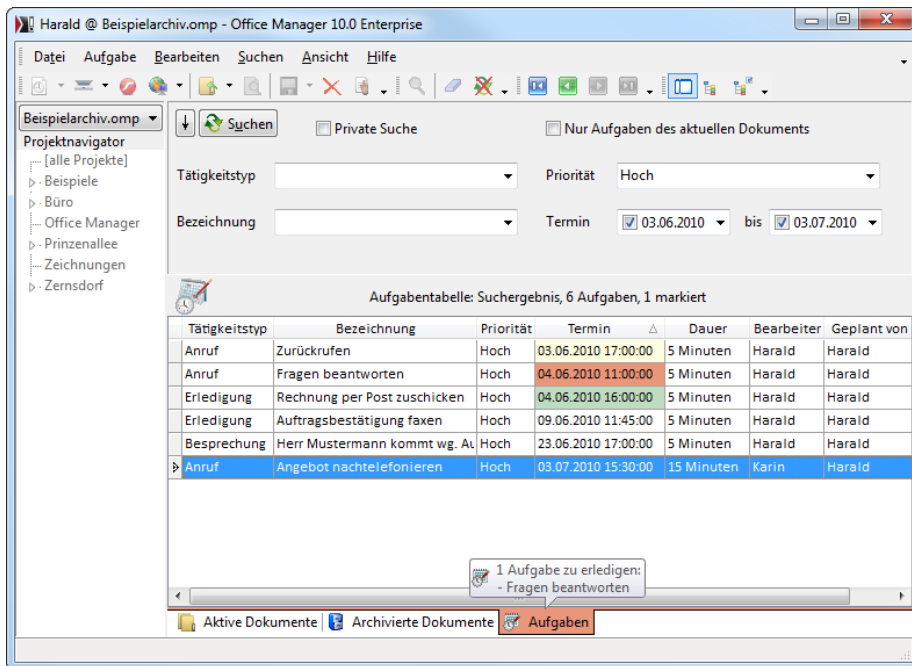 Harald @ Beispielarchiv.omp - Office Manager 10.0 Enterprise
Datei Aufgabe Bearbeiten Suchen Ansicht Hilfe
Beispielarchiv.omp
Suchen Private Suche Nur Aufgaben des aktuellen Dokuments
Projektnavigator
[alle Projekte]
Beispiele
Büro
Office Manager
Prinzenallee
Zeichnungen
Zernsdorf
Tätigkeitstyp Priorität Hoch
Bezeichnung Termin 03.06.2010 bis 03.07.2010
Aufgabentabelle: Suchergebnis, 6 Aufgaben, 1 markiert
Tätigkeitstyp Bezeichnung Priorität Termin Dauer Bearbeiter Geplant von
Anruf Zurückrufen Hoch 03.06.2010 17:00:00 5 Minuten Harald Harald
Anruf Fragen beantworten Hoch 04.06.2010 11:00:00 5 Minuten Harald Harald
Erledigung Rechnung per Post zuschicken Hoch 04.06.2010 16:00:00 5 Minuten Harald Harald
Erledigung Auftragsbestätigung faxen Hoch 09.06.2010 11:45:00 5 Minuten Harald Harald
Besprechung Herr Mustermann kommt wg. Au Hoch 23.06.2010 17:00:00 5 Minuten Harald Harald
Anruf Angebot nachtelefonieren Hoch 03.07.2010 15:30:00 15 Minuten Karin Harald
1 Aufgabe zu erledigen:
- Fragen beantworten
Aktive Dokumente Archivierte Dokumente Aufgaben